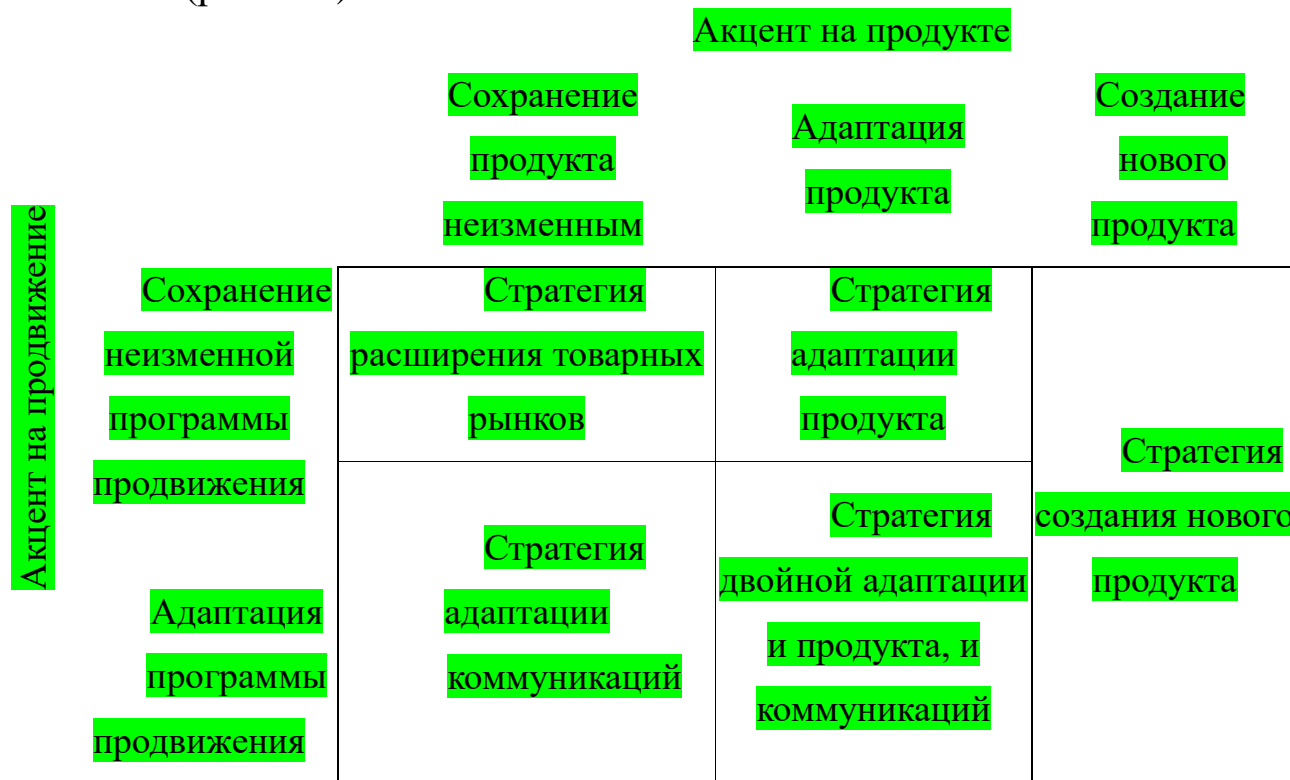 Акцент на продукте
Сохранение
продукта
неизменным
Адаптация
продукта
Создание
нового
продукта
Акцент на продвижение
Сохранение
неизменной
программы
продвижения
Стратегия
расширения товарных
рынков
Стратегия
адаптации
продукта
Стратегия
создания нового
продукта
Адаптация
программы
продвижения
Стратегия
адаптации
коммуникаций
Стратегия
двойной адаптации
и продукта, и
коммуникаций